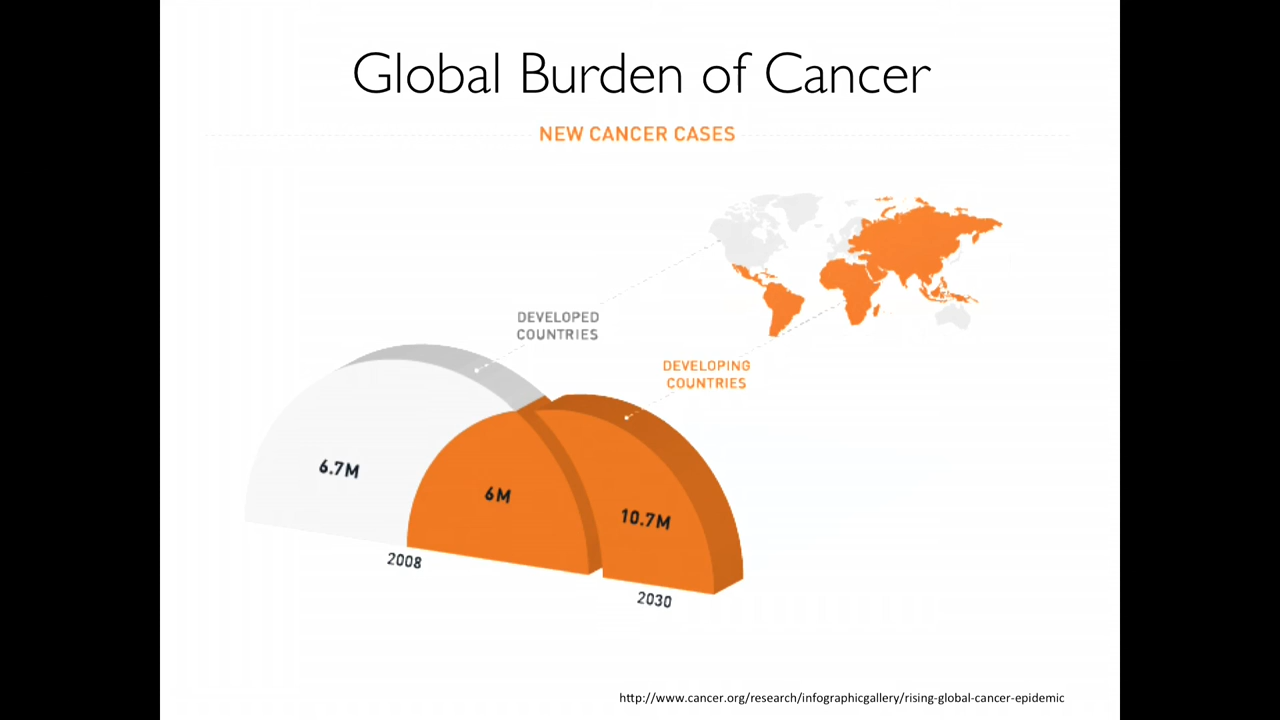 Global Burden of Cancer
NEW CANCER CASES
DEVELOPED
COUNTRIES
DEVELOPING
COUNTRIES
6.7M
6M
10.7M
2008
2030
http://www.cancer.org/research/infographicgallery/rising-global-cancer-epidemic